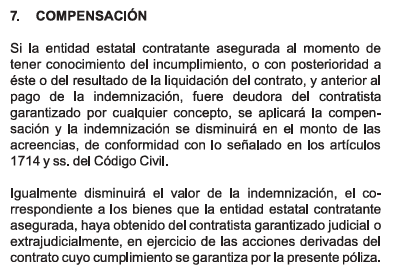 7. COMPENSACIÓN
Si la entidad estatal contratante asegurada al momento de
tener conocimiento del incumplimiento, o con posterioridad a
éste o del resultado de la liquidación del contrato, y anterior al
pago de la indemnización, fuere deudora del contratista
garantizado por cualquier concepto, se aplicará la compen-
sación y la indemnización se disminuirá en el monto de las
acreencias, de conformidad con lo señalado en los artículos
1714 y ss. del Código Civil.
Igualmente disminuirá el valor de la indemnización, el co-
rrespondiente a los bienes que la entidad estatal contratante
asegurada, haya obtenido del contratista garantizado judicial o
extrajudicialmente, en ejercicio de las acciones derivadas del
contrato cuyo cumplimiento se garantiza por la presente póliza.